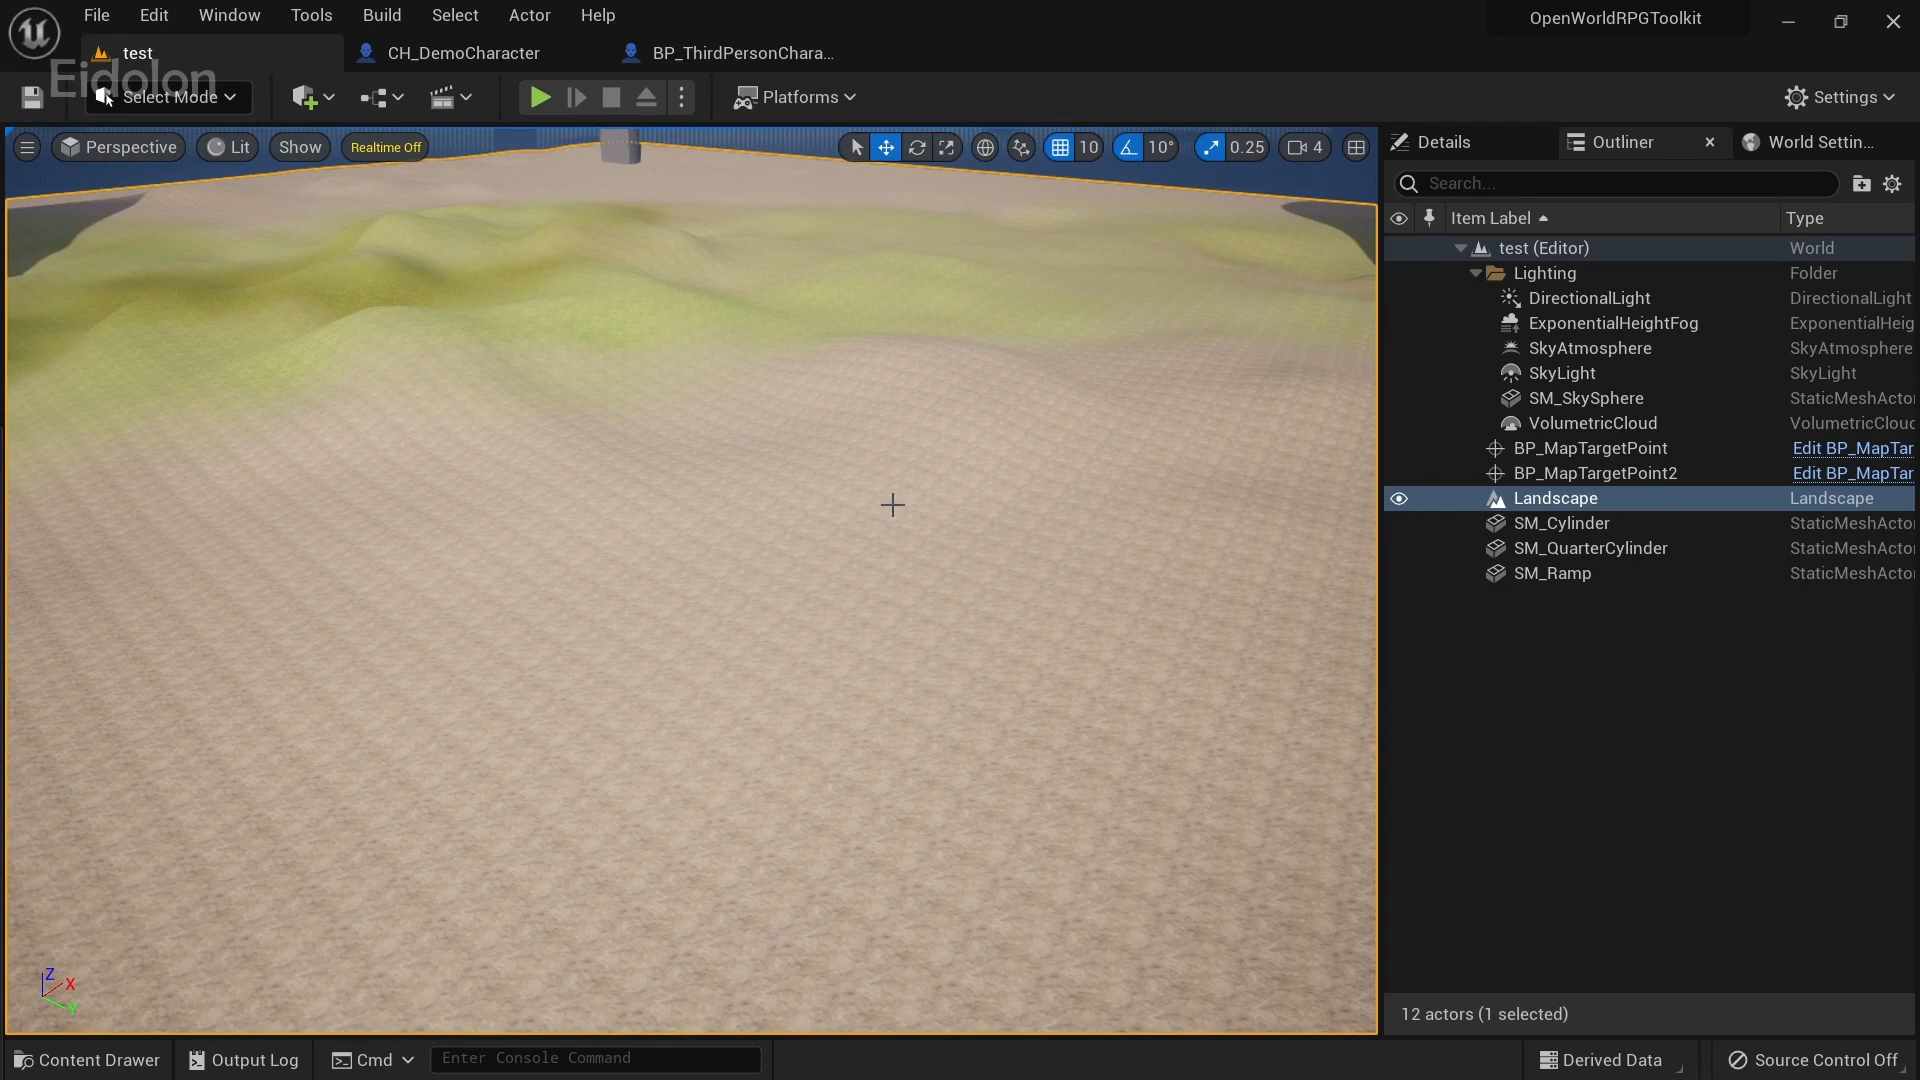 File Edit Window Tools Build Select Actor Help
OpenWorldRPGToolkit
test
CH_DemoCharacter
BP_ThirdPersonChara...
Eidolon
Select Mode
Platforms
Settings
Perspective
Lit
Show
Realtime Off
10
10°
0.25
4
Details
Outliner
World Settin...
Search...
Item Label
Type
test (Editor) World
Lighting Folder
DirectionalLight DirectionalLight
ExponentialHeightFog ExponentialHeig
SkyAtmosphere SkyAtmosphere
SkyLight SkyLight
SM_SkySphere StaticMeshActo
VolumetricCloud VolumetricClouc
BP_MapTargetPoint Edit BP_MapTar
BP_MapTargetPoint2 Edit BP_MapTar
Landscape Landscape
SM_Cylinder StaticMeshActo
SM_QuarterCylinder StaticMeshActo
SM_Ramp StaticMeshActo
Z
X
Y
12 actors (1 selected)
Content Drawer
Output Log
Cmd
Enter Console Command
Derived Data
Source Control Off